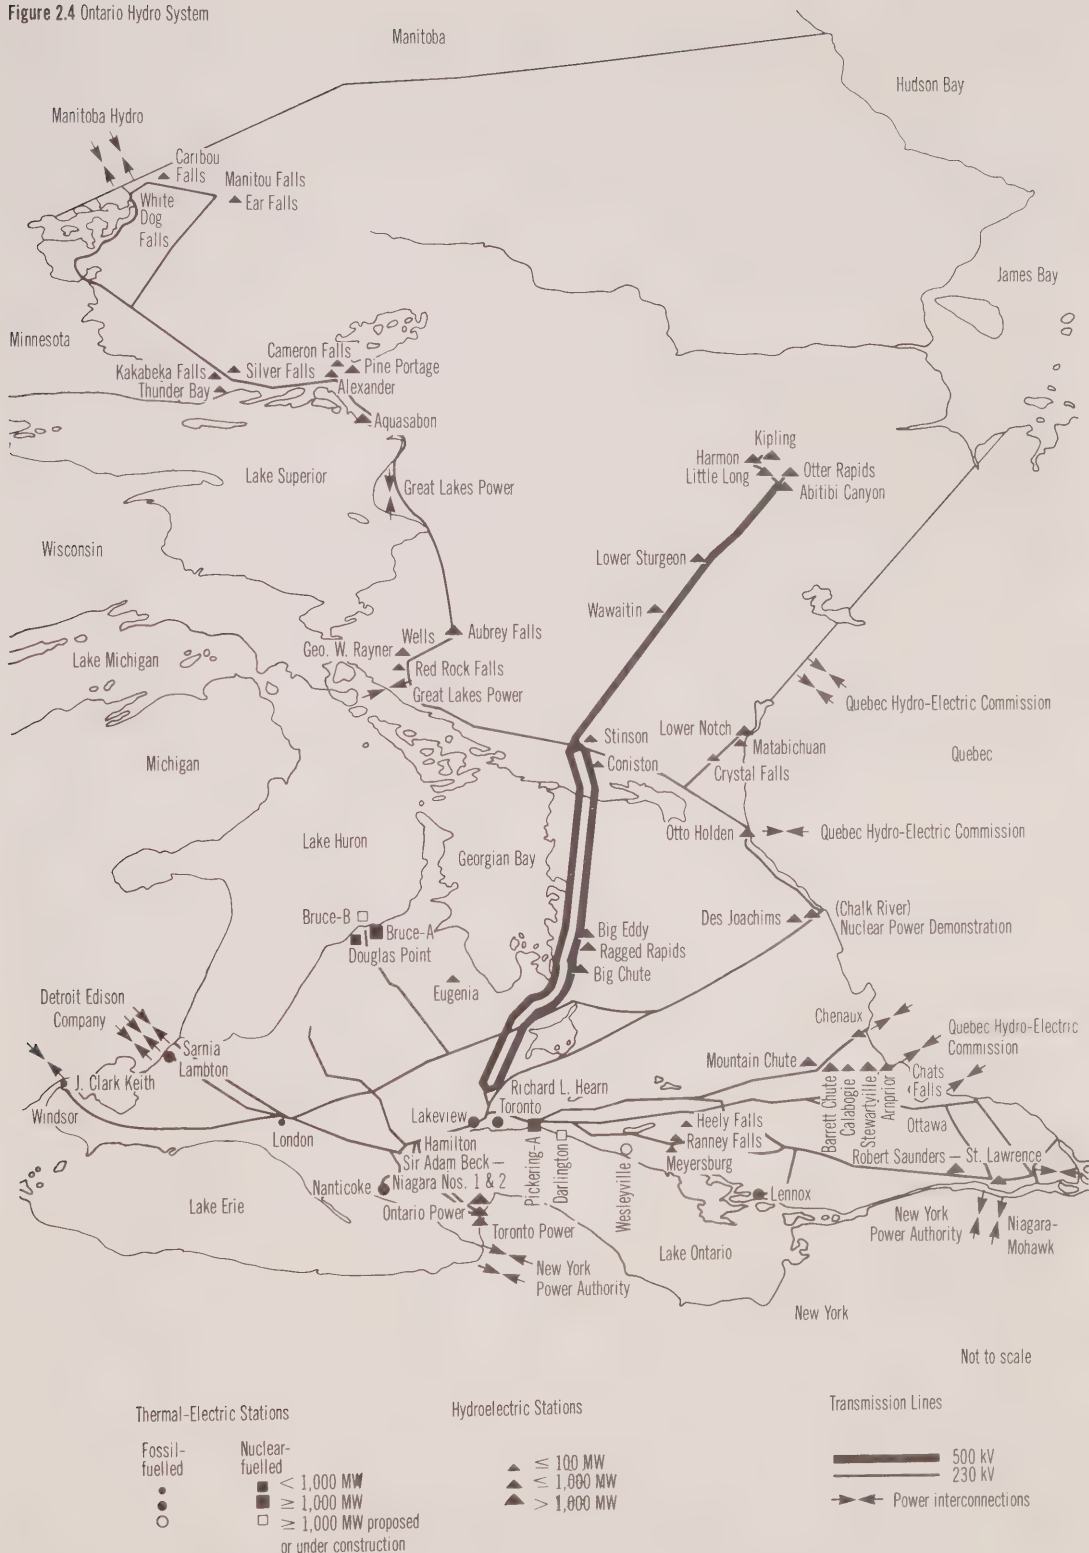 Figure 2.4 Ontario Hydro System
Manitoba
Hudson Bay
Manitoba Hydro
Caribou
Falls
Manitou Falls
Ear Falls
White
Dog
Falls
James Bay
Minnesota
Cameron Falls
Kakabeka Falls
Silver Falls
Pine Portage
Thunder Bay
Alexander
Aquasabon
Kipling
Harmon
Otter Rapids
Little Long
Abitibi Canyon
Lake Superior
Great Lakes Power
Wisconsin
Lower Sturgeon
Wawaitin
Wells
Aubrey Falls
Geo. W. Rayner
Lake Michigan
Red Rock Falls
Great Lakes Power
Quebec Hydro-Electric Commission
Stinson
Lower Notch
Matabichuan
Quebec
Michigan
Coniston
Crystal Falls
Lake Huron
Otto Holden
Quebec Hydro-Electric Commission
Georgian Bay
Bruce-B
Bruce-A
Douglas Point
Des Joachims
(Chalk River)
Nuclear Power Demonstration
Big Eddy
Ragged Rapids
Big Chute
Eugenia
Detroit Edison
Company
Chenaux
Quebec Hydro-Electric
Commission
Sarnia
Lambton
Mountain Chute
Chats
Falls
J. Clark Keith
Richard L. Hearn
Barrett Chute
Calabogie
Stewartville
Arnprior
Windsor
London
Lakeview
Toronto
Heely Falls
Ottawa
Hamilton
Ranney Falls
Robert Saunders — St. Lawrence
Sir Adam Beck —
Niagara Nos. 1 & 2
Meyersburg
Pickering-A
Darlington
Wesleyville
Nanticoke
Lennox
Lake Erie
Ontario Power
Toronto Power
New York
Power Authority
Niagara-
Mohawk
Lake Ontario
New York
Power Authority
New York
Not to scale
Thermal-Electric Stations
Hydroelectric Stations
Transmission Lines
Fossil-
fuelled
Nuclear-
fuelled
< 1,000 MW
≥ 1,000 MW
≥ 1,000 MW proposed
or under construction
≤ 100 MW
≤ 1,000 MW
> 1,000 MW
500 kV
230 kV
Power interconnections